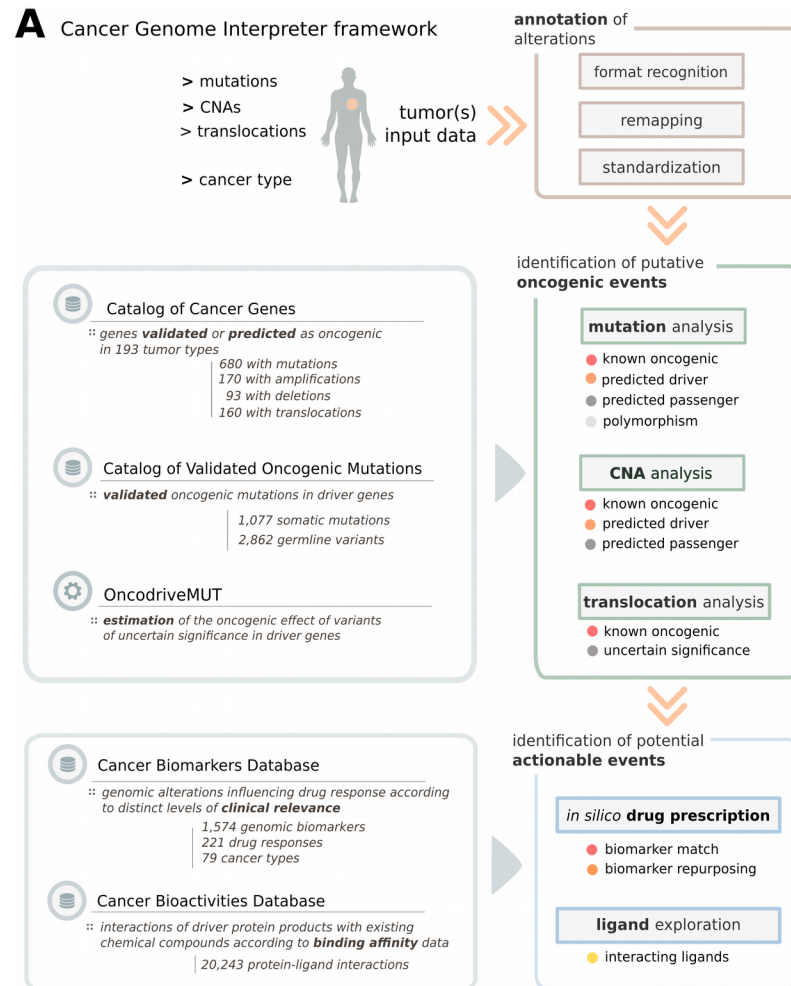 A Cancer Genome Interpreter framework
> mutations
> CNAs
> translocations
> cancer type
tumor(s)
input data
annotation of
alterations
format recognition
remapping
standardization
Catalog of Cancer Genes
:: genes validated or predicted as oncogenic
in 193 tumor types
680 with mutations
170 with amplifications
93 with deletions
160 with translocations
Catalog of Validated Oncogenic Mutations
:: validated oncogenic mutations in driver genes
1,077 somatic mutations
2,862 germline variants
OncodriveMUT
:: estimation of the oncogenic effect of variants
of uncertain significance in driver genes
identification of putative
oncogenic events
mutation analysis
known oncogenic
predicted driver
predicted passenger
polymorphism
CNA analysis
known oncogenic
predicted driver
predicted passenger
translocation analysis
known oncogenic
uncertain significance
Cancer Biomarkers Database
:: genomic alterations influencing drug response according
to distinct levels of clinical relevance
1,574 genomic biomarkers
221 drug responses
79 cancer types
Cancer Bioactivities Database
:: interactions of driver protein products with existing
chemical compounds according to binding affinity data
20,243 protein-ligand interactions
identification of potential
actionable events
in silico drug prescription
biomarker match
biomarker repurposing
ligand exploration
interacting ligands